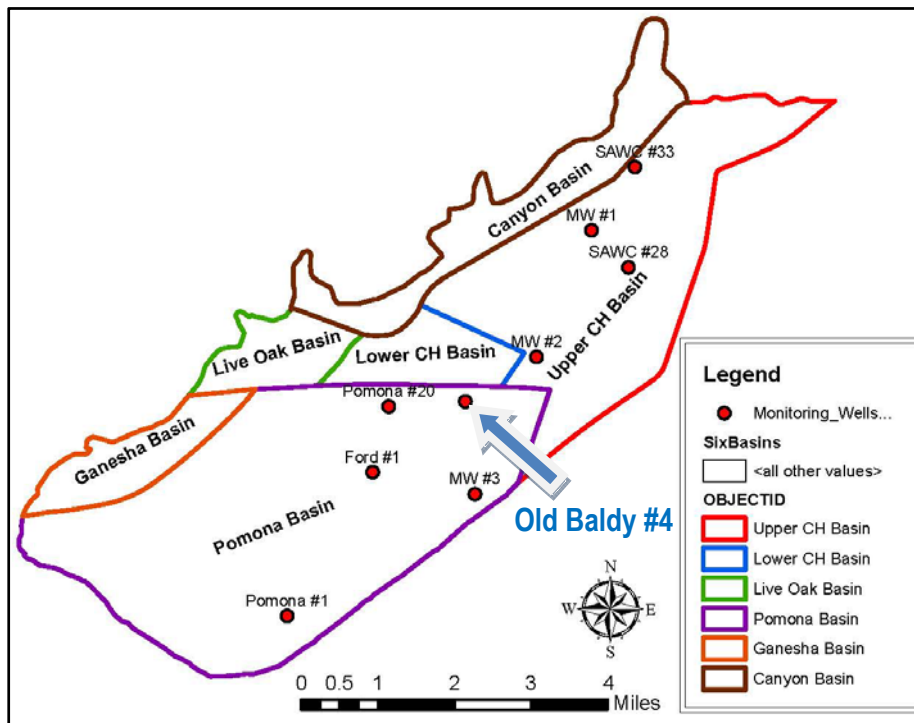 SAWC #33
Canyon Basin
MW #1
SAWC #28
Upper CH Basin
MW #2
Live Oak Basin
Lower CH Basin
Pomona #20
Ganesha Basin
Ford #1
MW #3
Old Baldy #4
Pomona Basin
Pomona #1
N
W
E
S
0 0.5 1 2 3 4
Miles
Legend
Monitoring_Wells...
SixBasins
<all other values>
OBJECTID
Upper CH Basin
Lower CH Basin
Live Oak Basin
Pomona Basin
Ganesha Basin
Canyon Basin